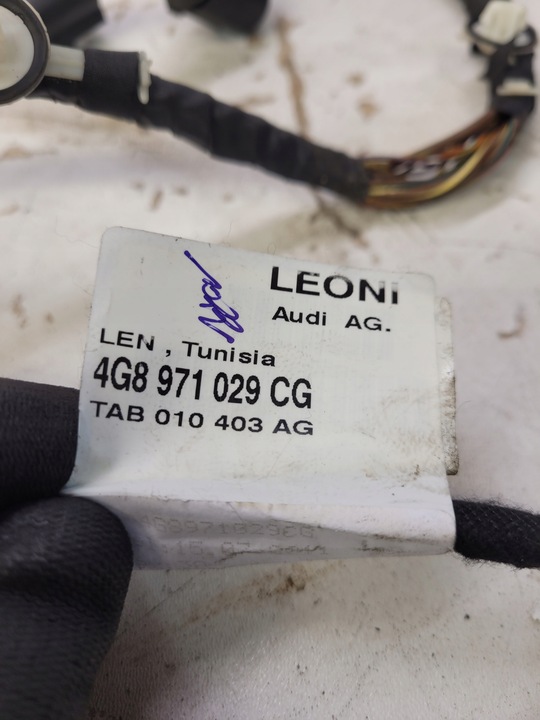 LEONI
Audi AG.
LEN , Tunisia
4G8 971 029 CG
TAB 010 403 AG